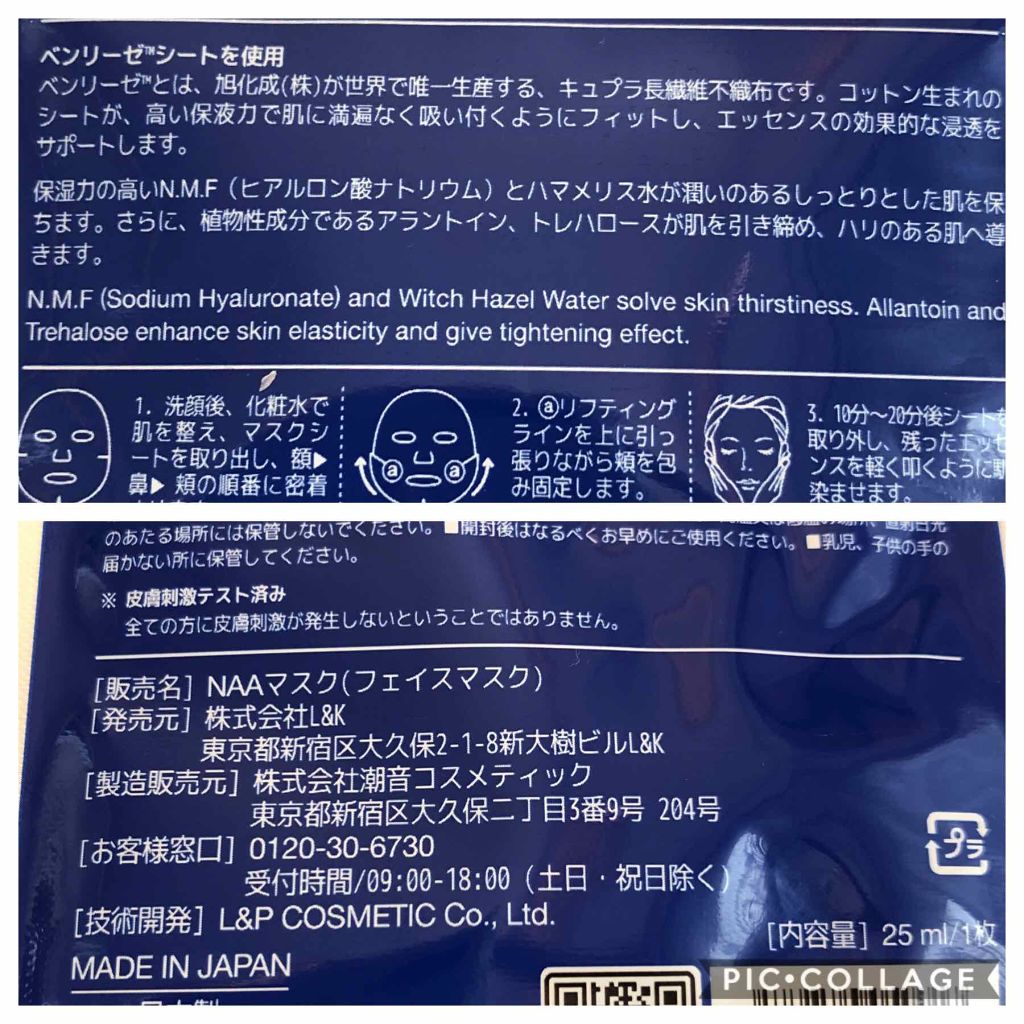 ベンリーゼ™シートを使用
ベンリーゼ™とは、旭化成(株)が世界で唯一生産する、キュプラ長繊維不織布です。コットン生まれの
シートが、高い保液力で肌に満遍なく吸い付くようにフィットし、エッセンスの効果的な浸透を
サポートします。
保湿力の高いN.M.F（ヒアルロン酸ナトリウム）とハマメリス水が潤いのあるしっとりとした肌を保
ちます。さらに、植物性成分であるアラントイン、トレハロースが肌を引き締め、ハリのある肌へ導
きます。
N.M.F (Sodium Hyaluronate) and Witch Hazel Water solve skin thirstiness. Allantoin and
Trehalose enhance skin elasticity and give tightening effect.
1. 洗顔後、化粧水で
肌を整え、マスクシ
ートを取り出し、額▶
鼻▶ 頬の順番に密着
ⓐ ⓐ
2. ⓐリフティング
ラインを上に引っ
張りながら頬を包
み固定します。
3. 10分～20分後シートを
取り外し、残ったエッセ
ンスを軽く叩くように馴
染ませます。
のあたる場所には保管しないでください。■開封後はなるべくお早めにご使用ください。■乳児、子供の手の
届かない所に保管してください。
※ 皮膚刺激テスト済み
全ての方に皮膚刺激が発生しないということではありません。
[販売名] NAAマスク(フェイスマスク)
[発売元] 株式会社L&K
東京都新宿区大久保2-1-8新大樹ビルL&K
[製造販売元] 株式会社潮音コスメティック
東京都新宿区大久保二丁目3番9号 204号
[お客様窓口] 0120-30-6730
受付時間/09:00-18:00（土日・祝日除く）
[技術開発] L&P COSMETIC Co., Ltd.
プラ
[内容量] 25 ml/1枚
MADE IN JAPAN
PIC•COLLAGE